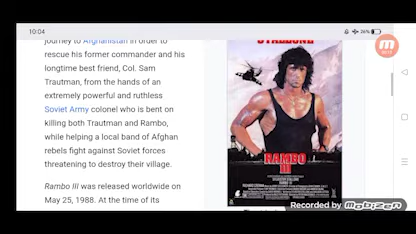 10:04
26%
journey to Afghanistan in order to
rescue his former commander and his
longtime best friend, Col. Sam
Trautman, from the hands of an
extremely powerful and ruthless
Soviet Army colonel who is bent on
killing both Trautman and Rambo,
while helping a local band of Afghan
rebels fight against Soviet forces
threatening to destroy their village.
Rambo III was released worldwide on
May 25, 1988. At the time of its
STALLONE
RAMBO
III
Recorded by Mobizen